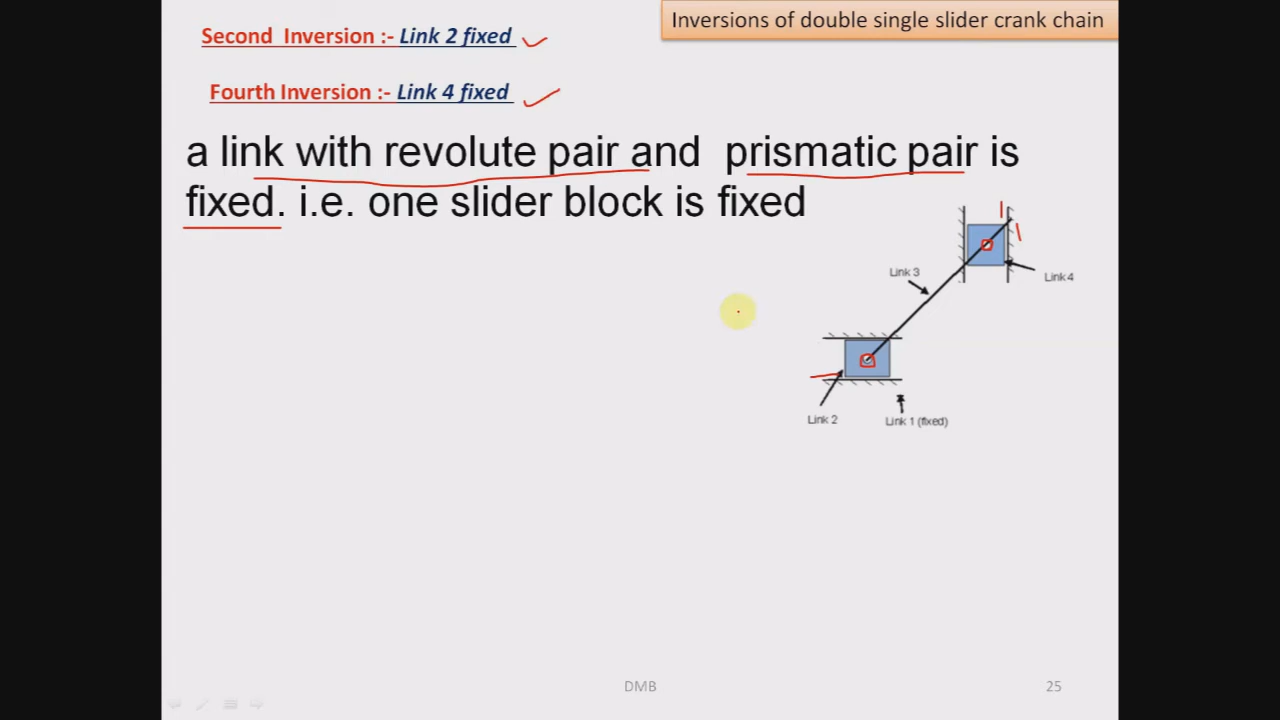 Inversions of double single slider crank chain
Second Inversion :- Link 2 fixed
Fourth Inversion :- Link 4 fixed
a link with revolute pair and prismatic pair is
fixed. i.e. one slider block is fixed
Link 3
Link 4
Link 2
Link 1 (fixed)
DMB
25